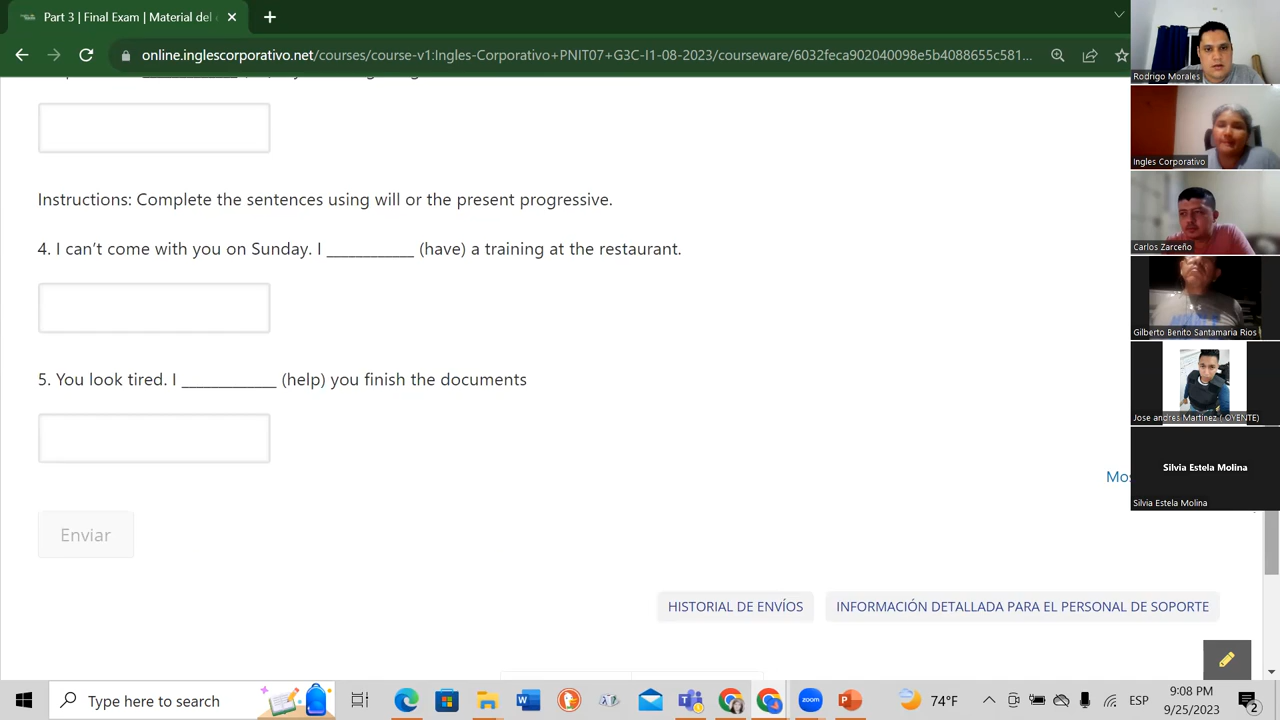 Part 3 | Final Exam | Material del
online.inglescorporativo.net/courses/course-v1:Ingles-Corporativo+PNIT07+G3C-I1-08-2023/courseware/6032feca902040098e5b4088655c581...
Rodrigo Morales
Ingles Corporativo
Instructions: Complete the sentences using will or the present progressive.
Carlos Zarceño
4. I can’t come with you on Sunday. I ____________ (have) a training at the restaurant.
Gilberto Benito Santamaria Rios
5. You look tired. I _____________ (help) you finish the documents
Jose andres Martinez ( OYENTE)
Silvia Estela Molina
Mos
Silvia Estela Molina
Enviar
HISTORIAL DE ENVÍOS
INFORMACIÓN DETALLADA PARA EL PERSONAL DE SOPORTE
Type here to search
74°F
ESP
9:08 PM
9/25/2023
2
zoom